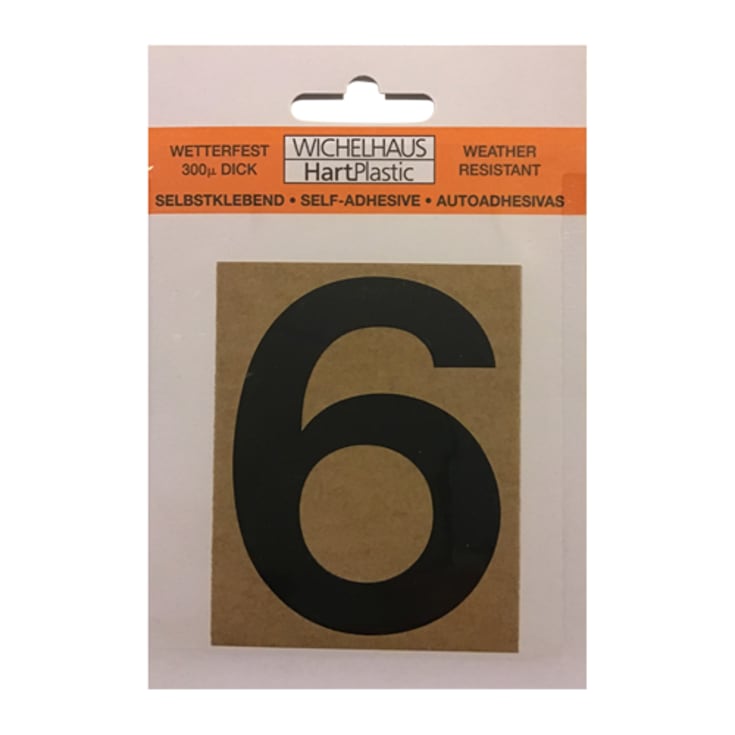 WETTERFEST
300µ DICK
WICHELHAUS
HartPlastic
WEATHER
RESISTANT
SELBSTKLEBEND • SELF-ADHESIVE • AUTOADHESIVAS
6